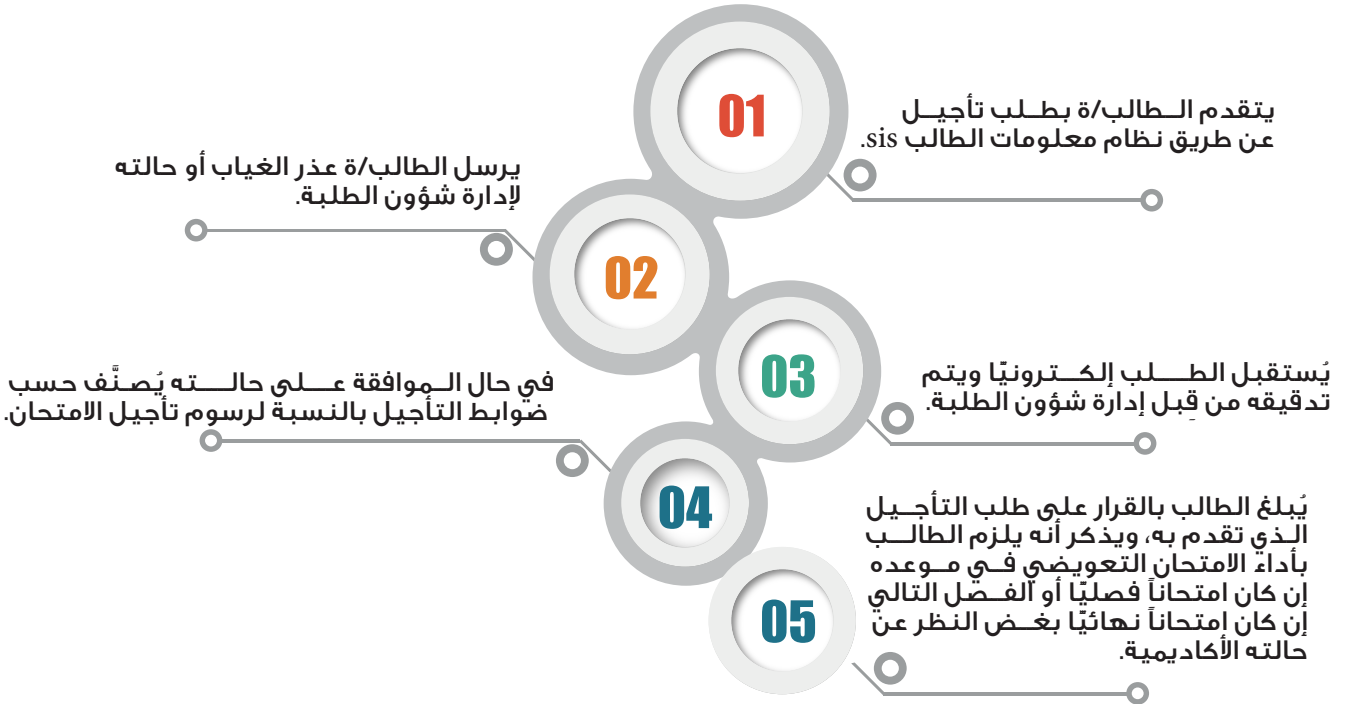 01
يتقدم الطالب/ة بطلب تأجيل
عن طريق نظام معلومات الطالب sis.
02
يرسل الطالب/ة عذر الغياب أو حالته
لإدارة شؤون الطلبة.
03
يُستقبل الطلب إلكترونيًا ويتم
تدقيقه من قِبل إدارة شؤون الطلبة.
04
في حال الموافقة على حالته يُصنَّف حسب
ضوابط التأجيل بالنسبة لرسوم تأجيل الامتحان.
05
يُبلغ الطالب بالقرار على طلب التأجيل
الذي تقدم به، ويذكر أنه يلزم الطالب
بأداء الامتحان التعويضي في موعده
إن كان امتحاناً فصليًا أو الفصل التالي
إن كان امتحاناً نهائيًا بغض النظر عن
حالته الأكاديمية.